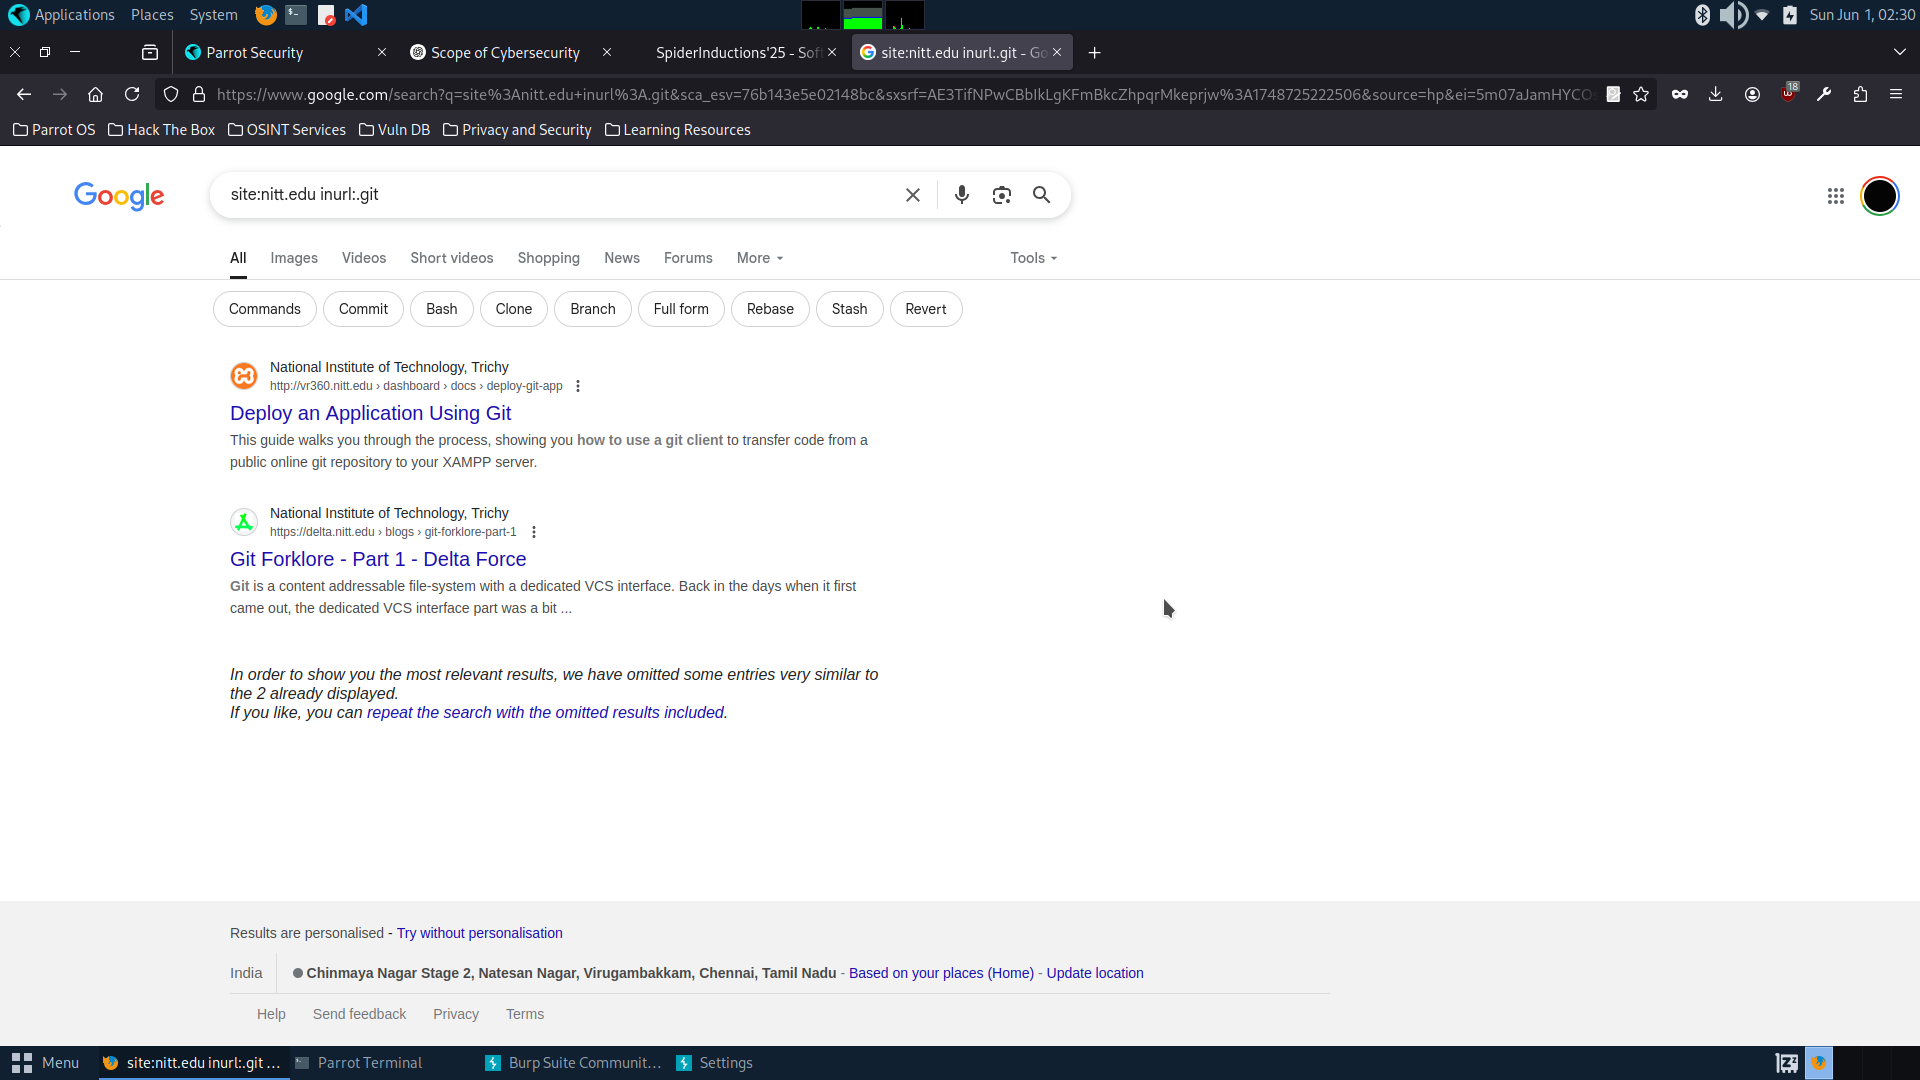 Applications Places System Sun Jun 1, 02:30
Parrot Security Scope of Cybersecurity SpiderInductions'25 - Soft site:nitt.edu inurl:.git - Go
https://www.google.com/search?q=site%3Anitt.edu+inurl%3A.git&sca_esv=76b143e5e02148bc&sxsrf=AE3TifNPwCBbIkLgKFmBkcZhpqrMkeprjw%3A1748725222506&source=hp&ei=5m07aJamHYCO 18
Parrot OS Hack The Box OSINT Services Vuln DB Privacy and Security Learning Resources
Google site:nitt.edu inurl:.git
All Images Videos Short videos Shopping News Forums More Tools
Commands Commit Bash Clone Branch Full form Rebase Stash Revert
National Institute of Technology, Trichy
http://vr360.nitt.edu › dashboard › docs › deploy-git-app
Deploy an Application Using Git
This guide walks you through the process, showing you how to use a git client to transfer code from a
public online git repository to your XAMPP server.
National Institute of Technology, Trichy
https://delta.nitt.edu › blogs › git-forklore-part-1
Git Forklore - Part 1 - Delta Force
Git is a content addressable file-system with a dedicated VCS interface. Back in the days when it first
came out, the dedicated VCS interface part was a bit ...
In order to show you the most relevant results, we have omitted some entries very similar to
the 2 already displayed.
If you like, you can repeat the search with the omitted results included.
Results are personalised - Try without personalisation
India Chinmaya Nagar Stage 2, Natesan Nagar, Virugambakkam, Chennai, Tamil Nadu - Based on your places (Home) - Update location
Help Send feedback Privacy Terms
Menu site:nitt.edu inurl:.git ... Parrot Terminal Burp Suite Communit... Settings